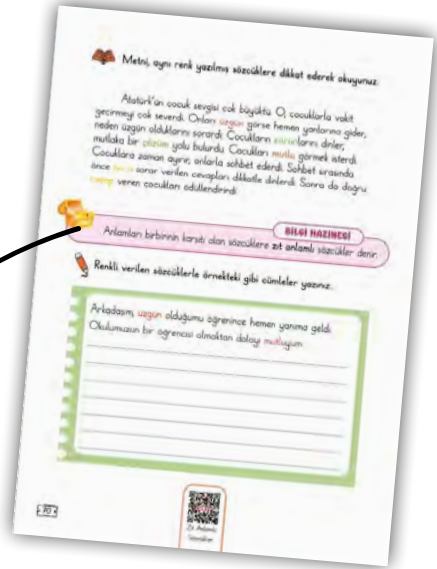 Metni, aynı renk yazılmış sözcüklere dikkat ederek okuyunuz.
Atatürk'ün çocuk sevgisi çok büyüktü. O, çocuklarla vakit
geçirmeyi çok severdi. Onları üzgün görse hemen yanlarına gider,
neden üzgün olduklarını sorardı. Çocukların sorunlarını dinler,
mutlaka bir çözüm yolu bulurdu. Çocukları mutlu görmek isterdi.
Çocuklara zaman ayırır, onlarla sohbet ederdi. Sohbet sırasında
önce soru sorar verilen cevapları dikkatle dinlerdi. Sonra da doğru
cevap veren çocukları ödüllendirirdi.
BİLGİ HAZİNESİ
Anlamları birbirinin karşıtı olan sözcüklere zıt anlamlı sözcükler denir.
Renkli verilen sözcüklerle örnekteki gibi cümleler yazınız.
Arkadaşım, üzgün olduğumu öğrenince hemen yanıma geldi.
Okulumuzun bir öğrencisi olmaktan dolayı mutluyum.
70
Zıt Anlamlı
Sözcükler